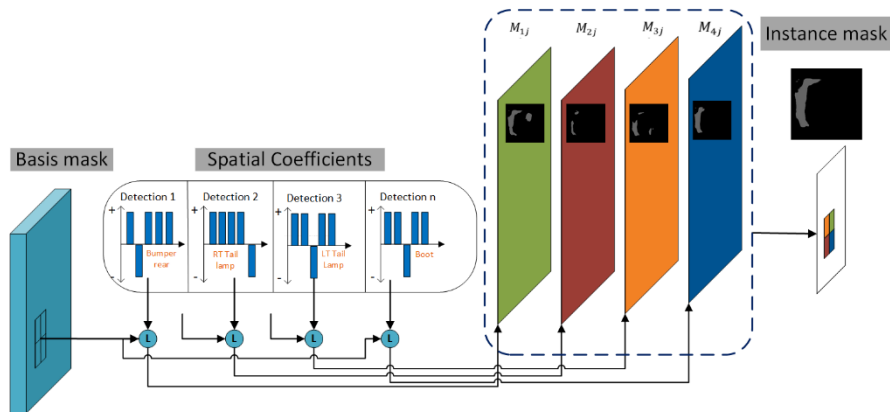 M1j M2j M3j M4j
Instance mask
Basis mask
Spatial Coefficients
Detection 1
+
-
Bumper
rear
Detection 2
+
-
RT Tail
lamp
Detection 3
+
-
LT Tail
Lamp
Detection n
+
-
Boot
L L L L